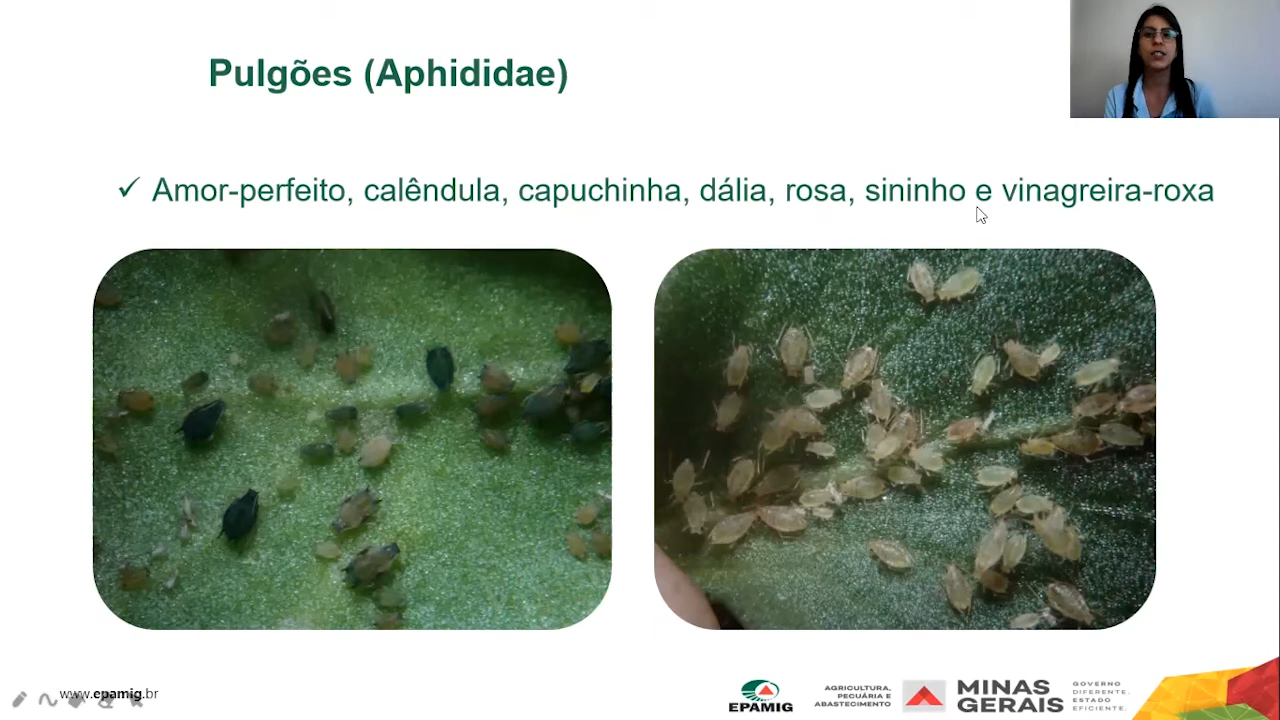 Pulgões (Aphididae)
✓ Amor-perfeito, calêndula, capuchinha, dália, rosa, sininho e vinagreira-roxa
www.epamig.br
EPAMIG
AGRICULTURA,
PECUÁRIA E
ABASTECIMENTO
MINAS
GERAIS
GOVERNO
DIFERENTE.
ESTADO
EFICIENTE.